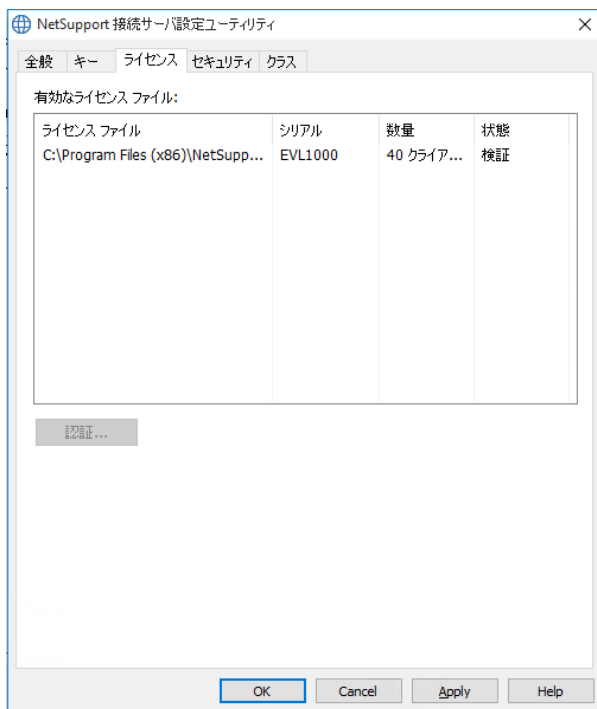 NetSupport 接続サーバ設定ユーティリティ
全般 キー ライセンス セキュリティ クラス
有効なライセンス ファイル:
ライセンス ファイル シリアル 数量 状態
C:\Program Files (x86)\NetSupp... EVL1000 40 クライア... 検証
認証...
OK Cancel Apply Help